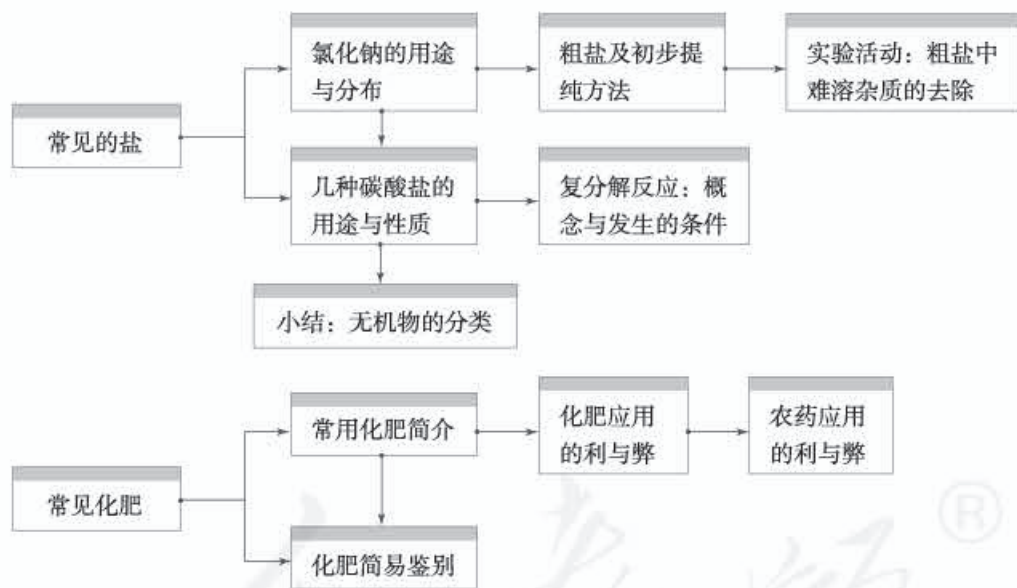 氯化钠的用途
与分布
粗盐及初步提
纯方法
实验活动：粗盐中
难溶杂质的去除
常见的盐
几种碳酸盐的
用途与性质
复分解反应：概
念与发生的条件
小结：无机物的分类
常用化肥简介
化肥应用
的利与弊
农药应用
的利与弊
常见化肥
化肥简易鉴别
®